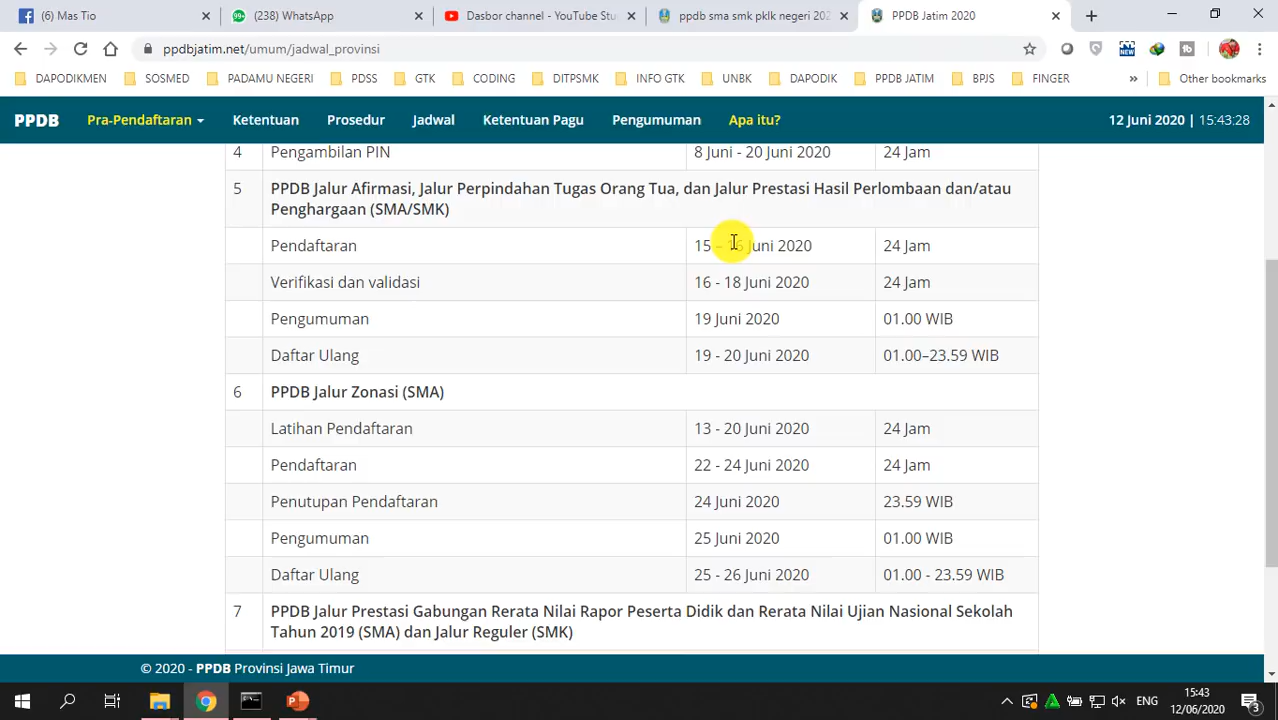 (6) Mas Tio
(238) WhatsApp
Dasbor channel - YouTube Stu
ppdb sma smk pklk negeri 202
PPDB Jatim 2020
ppdbjatim.net/umum/jadwal_provinsi
NEW
DAPODIKMEN
SOSMED
PADAMU NEGERI
PDSS
GTK
CODING
DITPSMK
INFO GTK
UNBK
DAPODIK
PPDB JATIM
BPJS
FINGER
»
Other bookmarks
PPDB Pra-Pendaftaran Ketentuan Prosedur Jadwal Ketentuan Pagu Pengumuman Apa itu? 12 Juni 2020 | 15:43:28
4 Pengambilan PIN 8 Juni - 20 Juni 2020 24 Jam
5 PPDB Jalur Afirmasi, Jalur Perpindahan Tugas Orang Tua, dan Jalur Prestasi Hasil Perlombaan dan/atau
Penghargaan (SMA/SMK)
Pendaftaran 15 – 16 Juni 2020 24 Jam
Verifikasi dan validasi 16 - 18 Juni 2020 24 Jam
Pengumuman 19 Juni 2020 01.00 WIB
Daftar Ulang 19 - 20 Juni 2020 01.00–23.59 WIB
6 PPDB Jalur Zonasi (SMA)
Latihan Pendaftaran 13 - 20 Juni 2020 24 Jam
Pendaftaran 22 - 24 Juni 2020 24 Jam
Penutupan Pendaftaran 24 Juni 2020 23.59 WIB
Pengumuman 25 Juni 2020 01.00 WIB
Daftar Ulang 25 - 26 Juni 2020 01.00 - 23.59 WIB
7 PPDB Jalur Prestasi Gabungan Rerata Nilai Rapor Peserta Didik dan Rerata Nilai Ujian Nasional Sekolah
Tahun 2019 (SMA) dan Jalur Reguler (SMK)
© 2020 - PPDB Provinsi Jawa Timur
ENG
15:43
12/06/2020
3